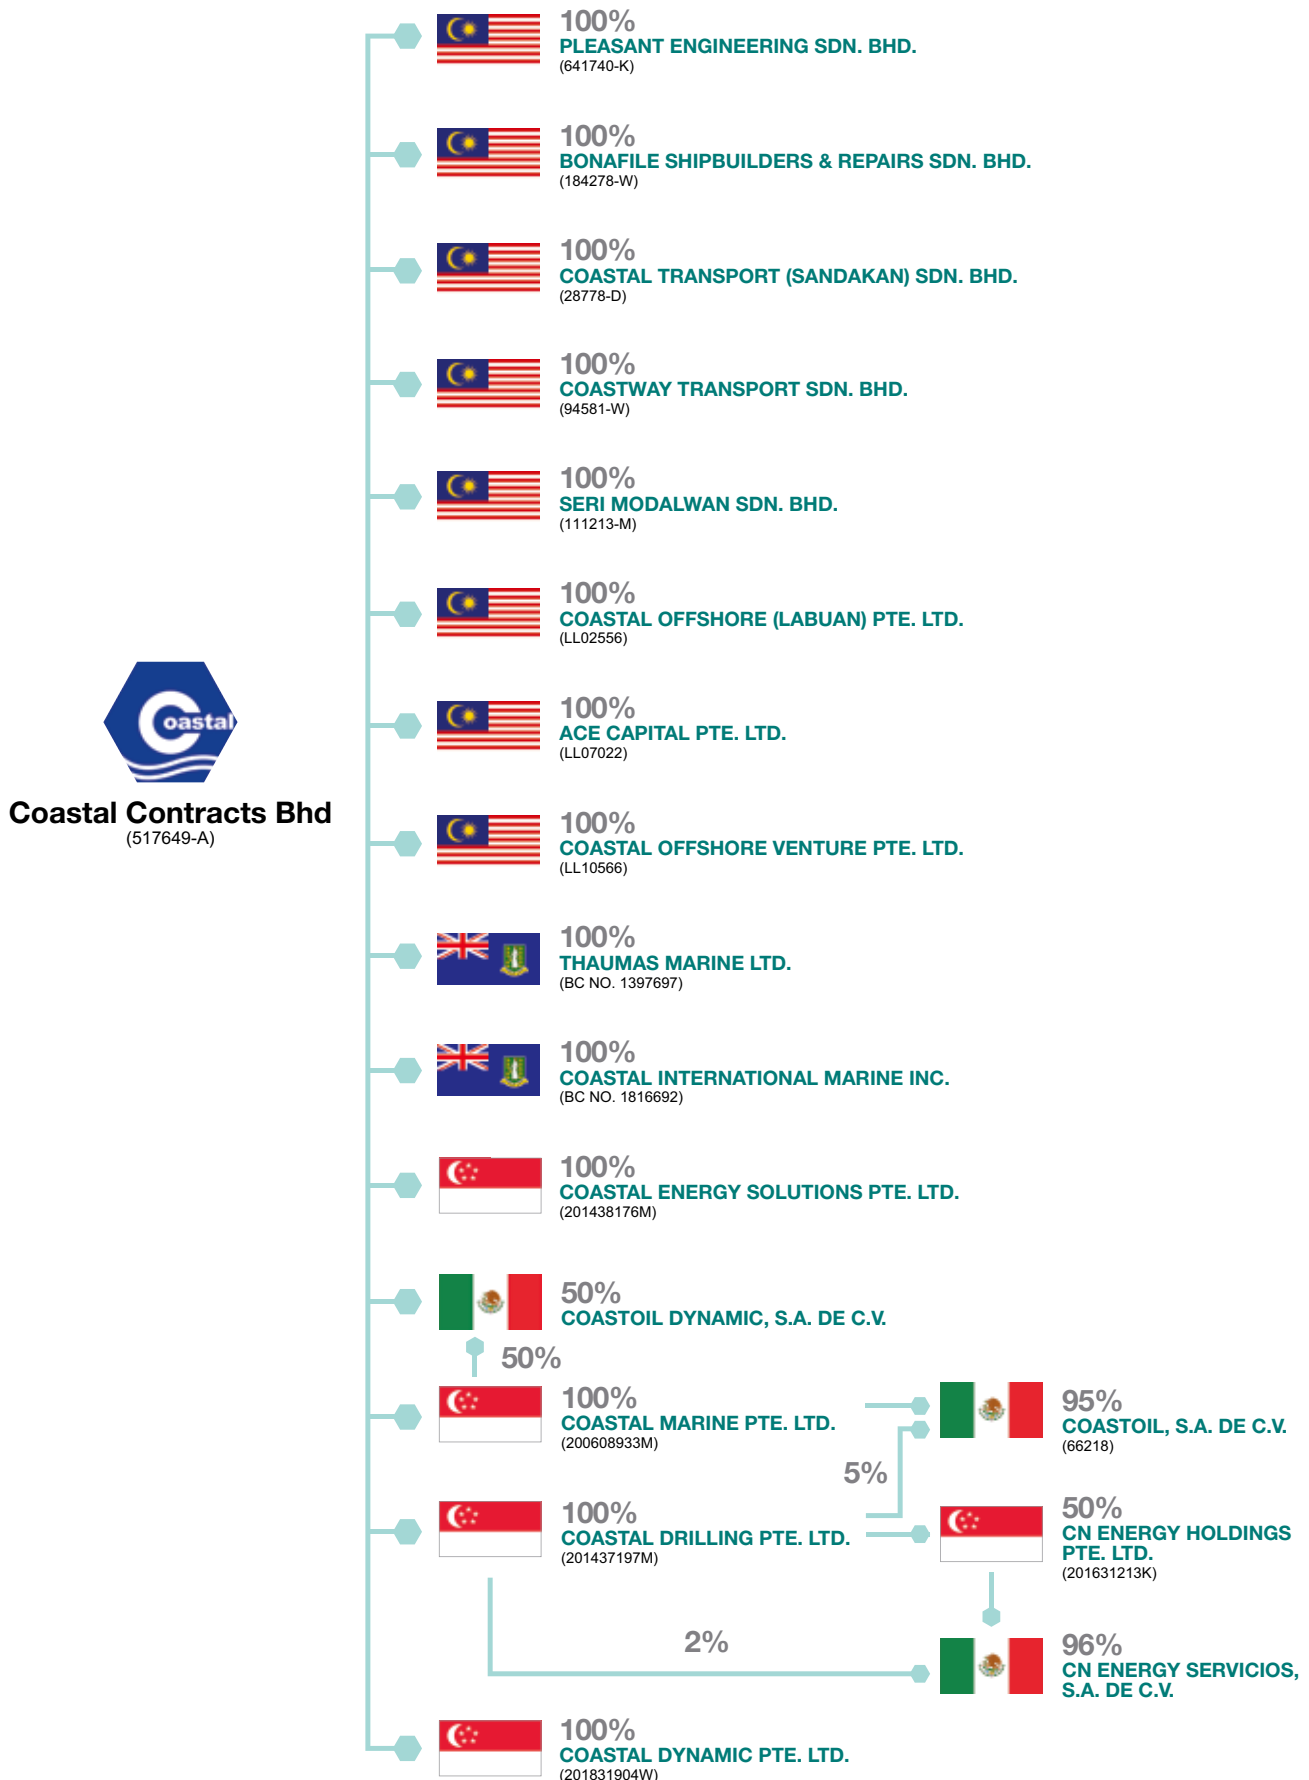 100%
PLEASANT ENGINEERING SDN. BHD.
(641740-K)
100%
BONAFILE SHIPBUILDERS & REPAIRS SDN. BHD.
(184278-W)
100%
COASTAL TRANSPORT (SANDAKAN) SDN. BHD.
(28778-D)
100%
COASTWAY TRANSPORT SDN. BHD.
(94581-W)
100%
SERI MODALWAN SDN. BHD.
(111213-M)
100%
COASTAL OFFSHORE (LABUAN) PTE. LTD.
(LL02556)
Coastal
Coastal Contracts Bhd
(517649-A)
100%
ACE CAPITAL PTE. LTD.
(LL07022)
100%
COASTAL OFFSHORE VENTURE PTE. LTD.
(LL10566)
100%
THAUMAS MARINE LTD.
(BC NO. 1397697)
100%
COASTAL INTERNATIONAL MARINE INC.
(BC NO. 1816692)
100%
COASTAL ENERGY SOLUTIONS PTE. LTD.
(201438176M)
50%
COASTOIL DYNAMIC, S.A. DE C.V.
50%
100%
COASTAL MARINE PTE. LTD.
(200608933M)
95%
COASTOIL, S.A. DE C.V.
(66218)
5%
100%
COASTAL DRILLING PTE. LTD.
(201437197M)
50%
CN ENERGY HOLDINGS
PTE. LTD.
(201631213K)
2%
96%
CN ENERGY SERVICIOS,
S.A. DE C.V.
100%
COASTAL DYNAMIC PTE. LTD.
(201831904W)